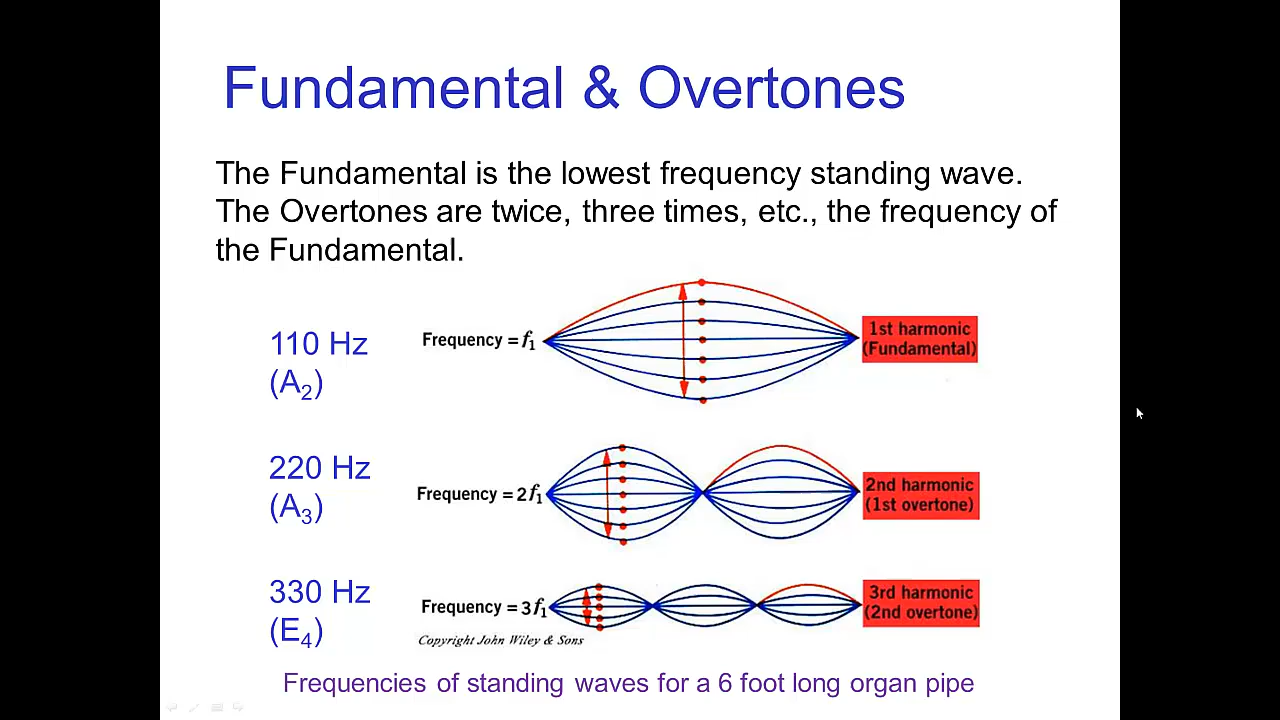 Fundamental & Overtones
The Fundamental is the lowest frequency standing wave.
The Overtones are twice, three times, etc., the frequency of
the Fundamental.
110 Hz
(A₂)
Frequency = f₁
1st harmonic
(Fundamental)
220 Hz
(A₃)
Frequency = 2f₁
2nd harmonic
(1st overtone)
330 Hz
(E₄)
Frequency = 3f₁
3rd harmonic
(2nd overtone)
Copyright John Wiley & Sons
Frequencies of standing waves for a 6 foot long organ pipe